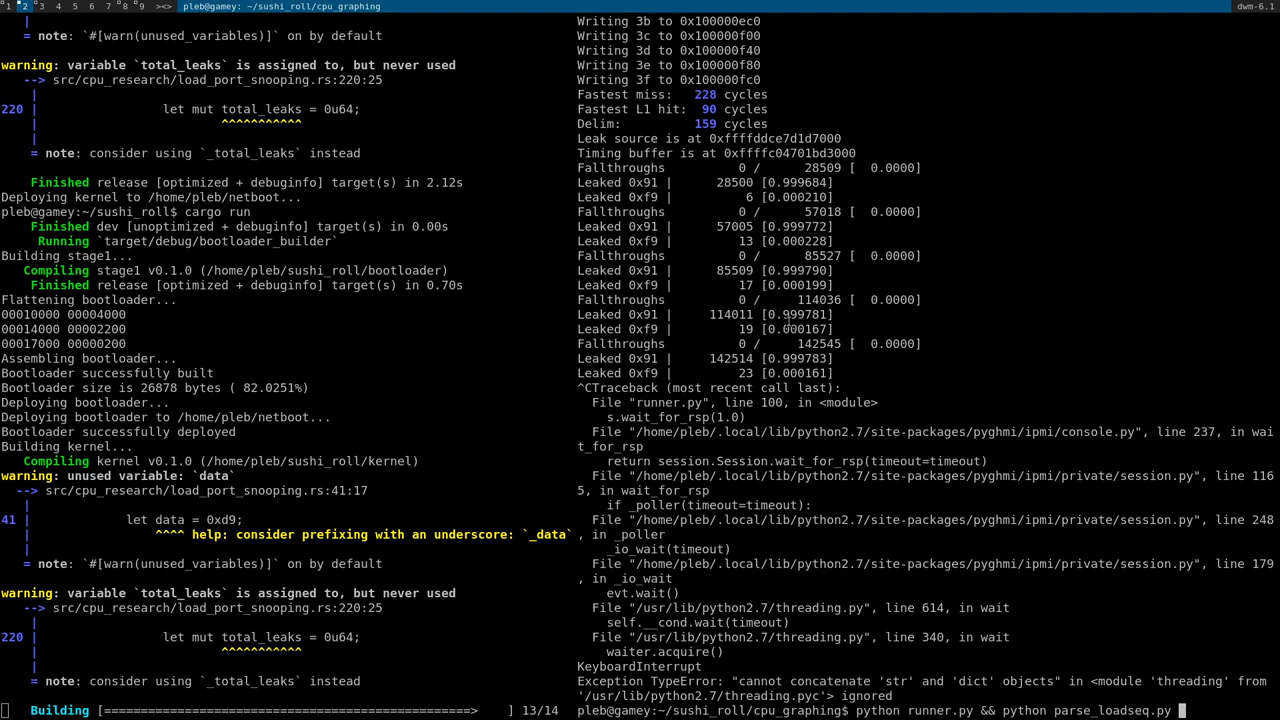 1 2 3 4 5 6 7 8 9 ><> pleb@gamey: ~/sushi_roll/cpu_graphing dwm-6.1
|
= note: `#[warn(unused_variables)]` on by default
warning: variable `total_leaks` is assigned to, but never used
--> src/cpu_research/load_port_snooping.rs:220:25
|
220 | let mut total_leaks = 0u64;
| ^^^^^^^^^^^
|
= note: consider using `_total_leaks` instead
Finished release [optimized + debuginfo] target(s) in 2.12s
Deploying kernel to /home/pleb/netboot...
pleb@gamey:~/sushi_roll$ cargo run
Finished dev [unoptimized + debuginfo] target(s) in 0.00s
Running `target/debug/bootloader_builder`
Building stage1...
Compiling stage1 v0.1.0 (/home/pleb/sushi_roll/bootloader)
Finished release [optimized + debuginfo] target(s) in 0.70s
Flattening bootloader...
00010000 00004000
00014000 00002200
00017000 00000200
Assembling bootloader...
Bootloader successfully built
Bootloader size is 26878 bytes ( 82.0251%)
Deploying bootloader...
Deploying bootloader to /home/pleb/netboot...
Bootloader successfully deployed
Building kernel...
Compiling kernel v0.1.0 (/home/pleb/sushi_roll/kernel)
warning: unused variable: `data`
--> src/cpu_research/load_port_snooping.rs:41:17
|
41 | let data = 0xd9;
| ^^^^ help: consider prefixing with an underscore: `_data`
|
= note: `#[warn(unused_variables)]` on by default
warning: variable `total_leaks` is assigned to, but never used
--> src/cpu_research/load_port_snooping.rs:220:25
|
220 | let mut total_leaks = 0u64;
| ^^^^^^^^^^^
|
= note: consider using `_total_leaks` instead
Building [===============================================> ] 13/14
Writing 3b to 0x100000ec0
Writing 3c to 0x100000f00
Writing 3d to 0x100000f40
Writing 3e to 0x100000f80
Writing 3f to 0x100000fc0
Fastest miss: 228 cycles
Fastest L1 hit: 90 cycles
Delim: 159 cycles
Leak source is at 0xffffddce7d1d7000
Timing buffer is at 0xffffc04701bd3000
Fallthroughs 0 / 28509 [ 0.0000]
Leaked 0x91 | 28500 [0.999684]
Leaked 0xf9 | 6 [0.000210]
Fallthroughs 0 / 57018 [ 0.0000]
Leaked 0x91 | 57005 [0.999772]
Leaked 0xf9 | 13 [0.000228]
Fallthroughs 0 / 85527 [ 0.0000]
Leaked 0x91 | 85509 [0.999790]
Leaked 0xf9 | 17 [0.000199]
Fallthroughs 0 / 114036 [ 0.0000]
Leaked 0x91 | 114011 [0.999781]
Leaked 0xf9 | 19 [0.000167]
Fallthroughs 0 / 142545 [ 0.0000]
Leaked 0x91 | 142514 [0.999783]
Leaked 0xf9 | 23 [0.000161]
^CTraceback (most recent call last):
File "runner.py", line 100, in <module>
s.wait_for_rsp(1.0)
File "/home/pleb/.local/lib/python2.7/site-packages/pyghmi/ipmi/console.py", line 237, in wai
t_for_rsp
return session.Session.wait_for_rsp(timeout=timeout)
File "/home/pleb/.local/lib/python2.7/site-packages/pyghmi/ipmi/private/session.py", line 116
5, in wait_for_rsp
if _poller(timeout=timeout):
File "/home/pleb/.local/lib/python2.7/site-packages/pyghmi/ipmi/private/session.py", line 248
, in _poller
_io_wait(timeout)
File "/home/pleb/.local/lib/python2.7/site-packages/pyghmi/ipmi/private/session.py", line 179
, in _io_wait
evt.wait()
File "/usr/lib/python2.7/threading.py", line 614, in wait
self.__cond.wait(timeout)
File "/usr/lib/python2.7/threading.py", line 340, in wait
waiter.acquire()
KeyboardInterrupt
Exception TypeError: "cannot concatenate 'str' and 'dict' objects" in <module 'threading' from
'/usr/lib/python2.7/threading.pyc'> ignored
pleb@gamey:~/sushi_roll/cpu_graphing$ python runner.py && python parse_loadseq.py